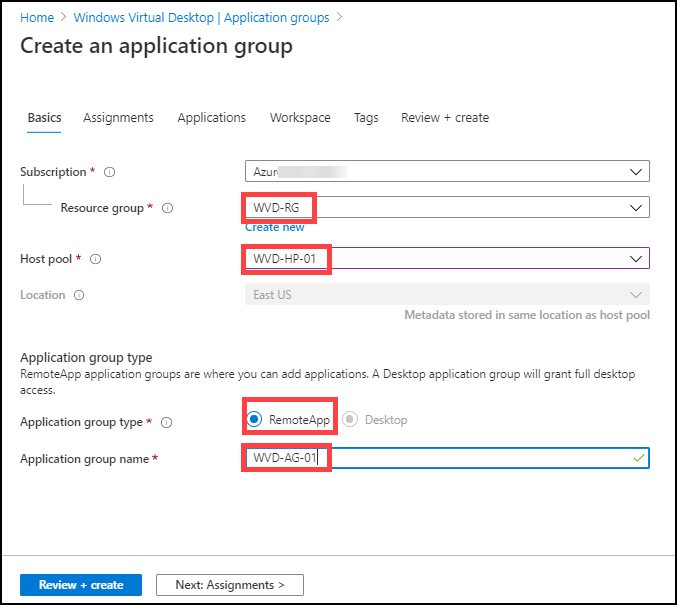 Home > Windows Virtual Desktop | Application groups >
Create an application group
Basics Assignments Applications Workspace Tags Review + create
Subscription *
Azure
Resource group *
WVD-RG
Create new
Host pool *
WVD-HP-01
Location
East US
Metadata stored in same location as host pool
Application group type
RemoteApp application groups are where you can add applications. A Desktop application group will grant full desktop
access.
Application group type *
RemoteApp Desktop
Application group name *
WVD-AG-01
Review + create Next: Assignments >